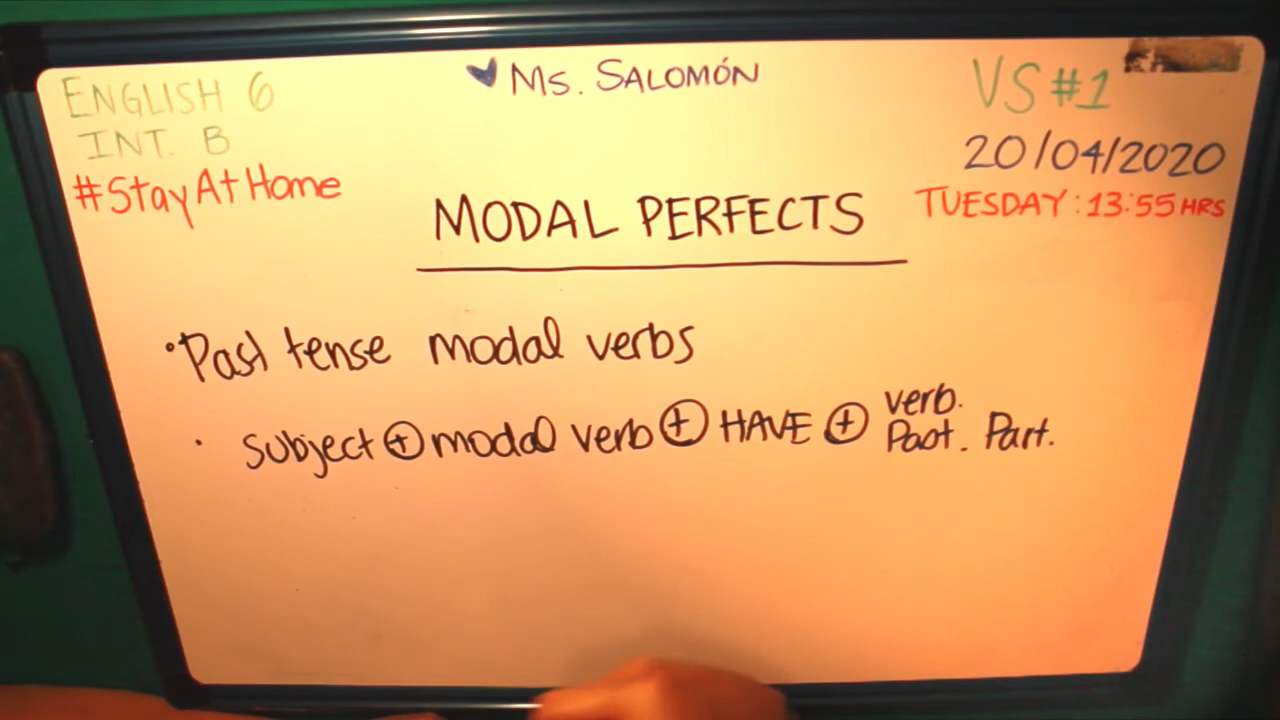 ENGLISH 6
INT. B
#StayAtHome
Ms. SALOMÓN
VS #1
20/04/2020
TUESDAY: 13:55 HRS
MODAL PERFECTS
• Past tense modal verbs
• Subject + modal verb + HAVE + verb. Past. Part.